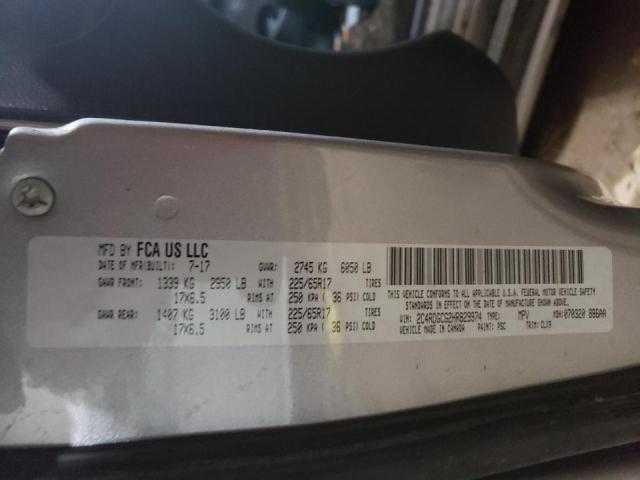 MFD BY FCA US LLC
DATE OF MFR(BUILT): 7-17 GVWR: 2745 KG 6050 LB
GAWR FRONT: 1339 KG 2950 LB WITH 225/65R17 TIRES
17X6.5 RIMS AT 250 KPA ( 36 PSI) COLD
GAWR REAR: 1407 KG 3100 LB WITH 225/65R17 TIRES
17X6.5 RIMS AT 250 KPA ( 36 PSI) COLD
THIS VEHICLE CONFORMS TO ALL APPLICABLE U.S.A. FEDERAL MOTOR VEHICLE SAFETY
STANDARDS IN EFFECT ON THE DATE OF MANUFACTURE SHOWN ABOVE.
VIN: 2C4RDGCG2HR829974 TYPE: MPV MDH: 070320 886AA
VEHICLE MADE IN CANADA PAINT: PSC TRIM: CLX9